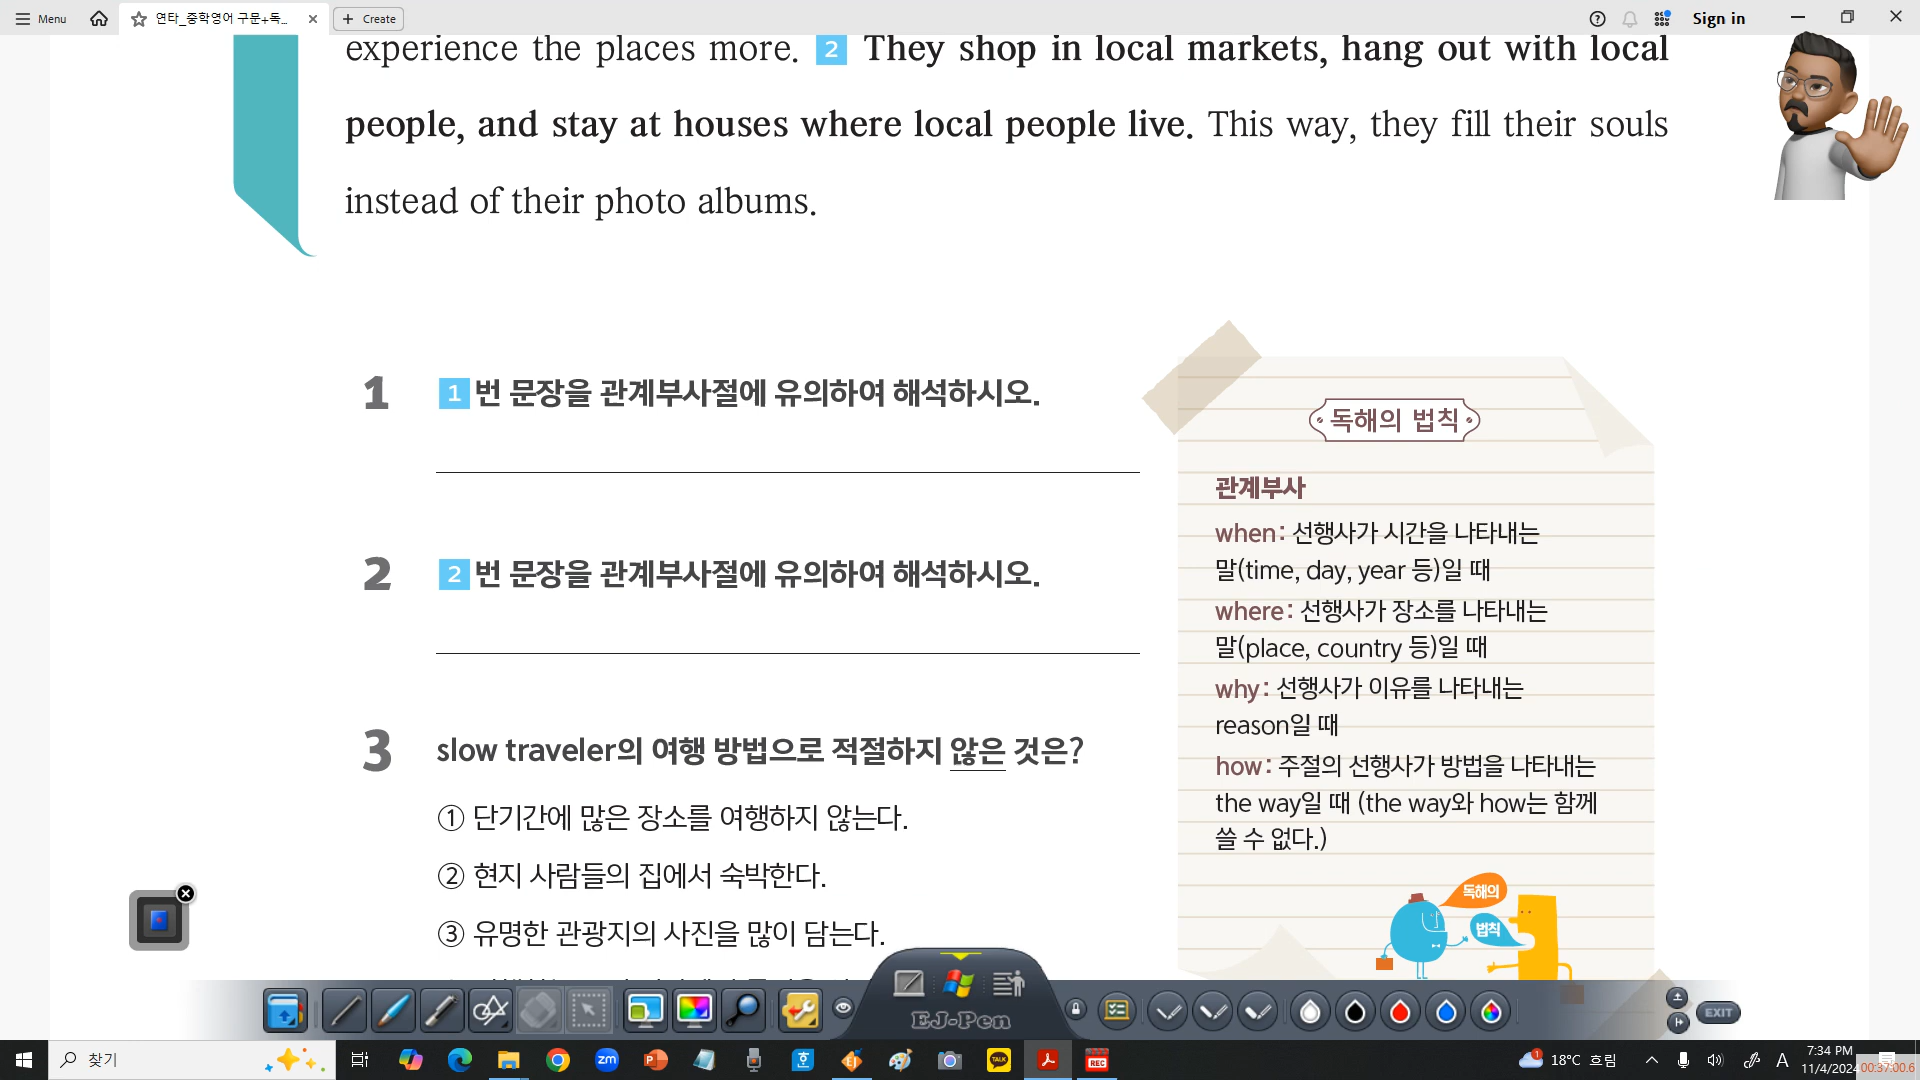 Menu
연타_중학영어 구문+독...
Create
Sign in
experience the places more. 2 They shop in local markets, hang out with local
people, and stay at houses where local people live. This way, they fill their souls
instead of their photo albums.
1 1번 문장을 관계부사절에 유의하여 해석하시오.
2 2번 문장을 관계부사절에 유의하여 해석하시오.
3 slow traveler의 여행 방법으로 적절하지 않은 것은?
① 단기간에 많은 장소를 여행하지 않는다.
② 현지 사람들의 집에서 숙박한다.
③ 유명한 관광지의 사진을 많이 담는다.
독해의 법칙
관계부사
when: 선행사가 시간을 나타내는
말(time, day, year 등)일 때
where: 선행사가 장소를 나타내는
말(place, country 등)일 때
why: 선행사가 이유를 나타내는
reason일 때
how: 주절의 선행사가 방법을 나타내는
the way일 때 (the way와 how는 함께
쓸 수 없다.)
독해의
법칙
EJ-Pen
EXIT
찾기
zm
TALK
REC
18°C 흐림
A
7:34 PM
11/4/2024
00:37:00.6